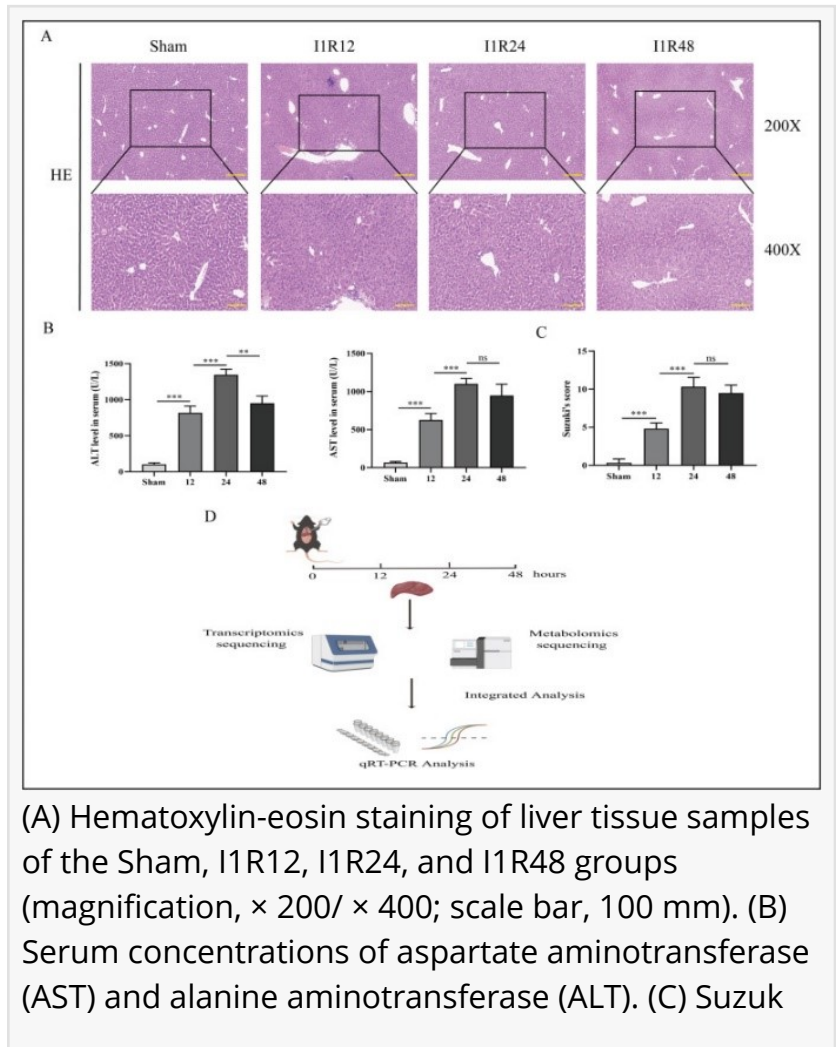 A
Sham I1R12 I1R24 I1R48
HE
200X
400X
B
C
ALT level in serum (U/L)
1500
1000
500
0
*** *** **
Sham 12 24 48
AST level in serum (U/L)
1500
1000
500
0
*** *** ns
Sham 12 24 48
Suzuki's score
15
10
5
0
*** *** ns
Sham 12 24 48
D
0 12 24 48 hours
Transcriptomics
sequencing
Metabolomics
sequencing
Integrated Analysis
qRT-PCR Analysis
(A) Hematoxylin-eosin staining of liver tissue samples
of the Sham, I1R12, I1R24, and I1R48 groups
(magnification, × 200/ × 400; scale bar, 100 mm). (B)
Serum concentrations of aspartate aminotransferase
(AST) and alanine aminotransferase (ALT). (C) Suzuk